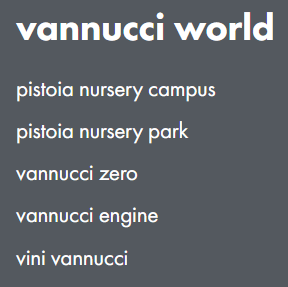 vannucci world
pistoia nursery campus
pistoia nursery park
vannucci zero
vannucci engine
vini vannucci